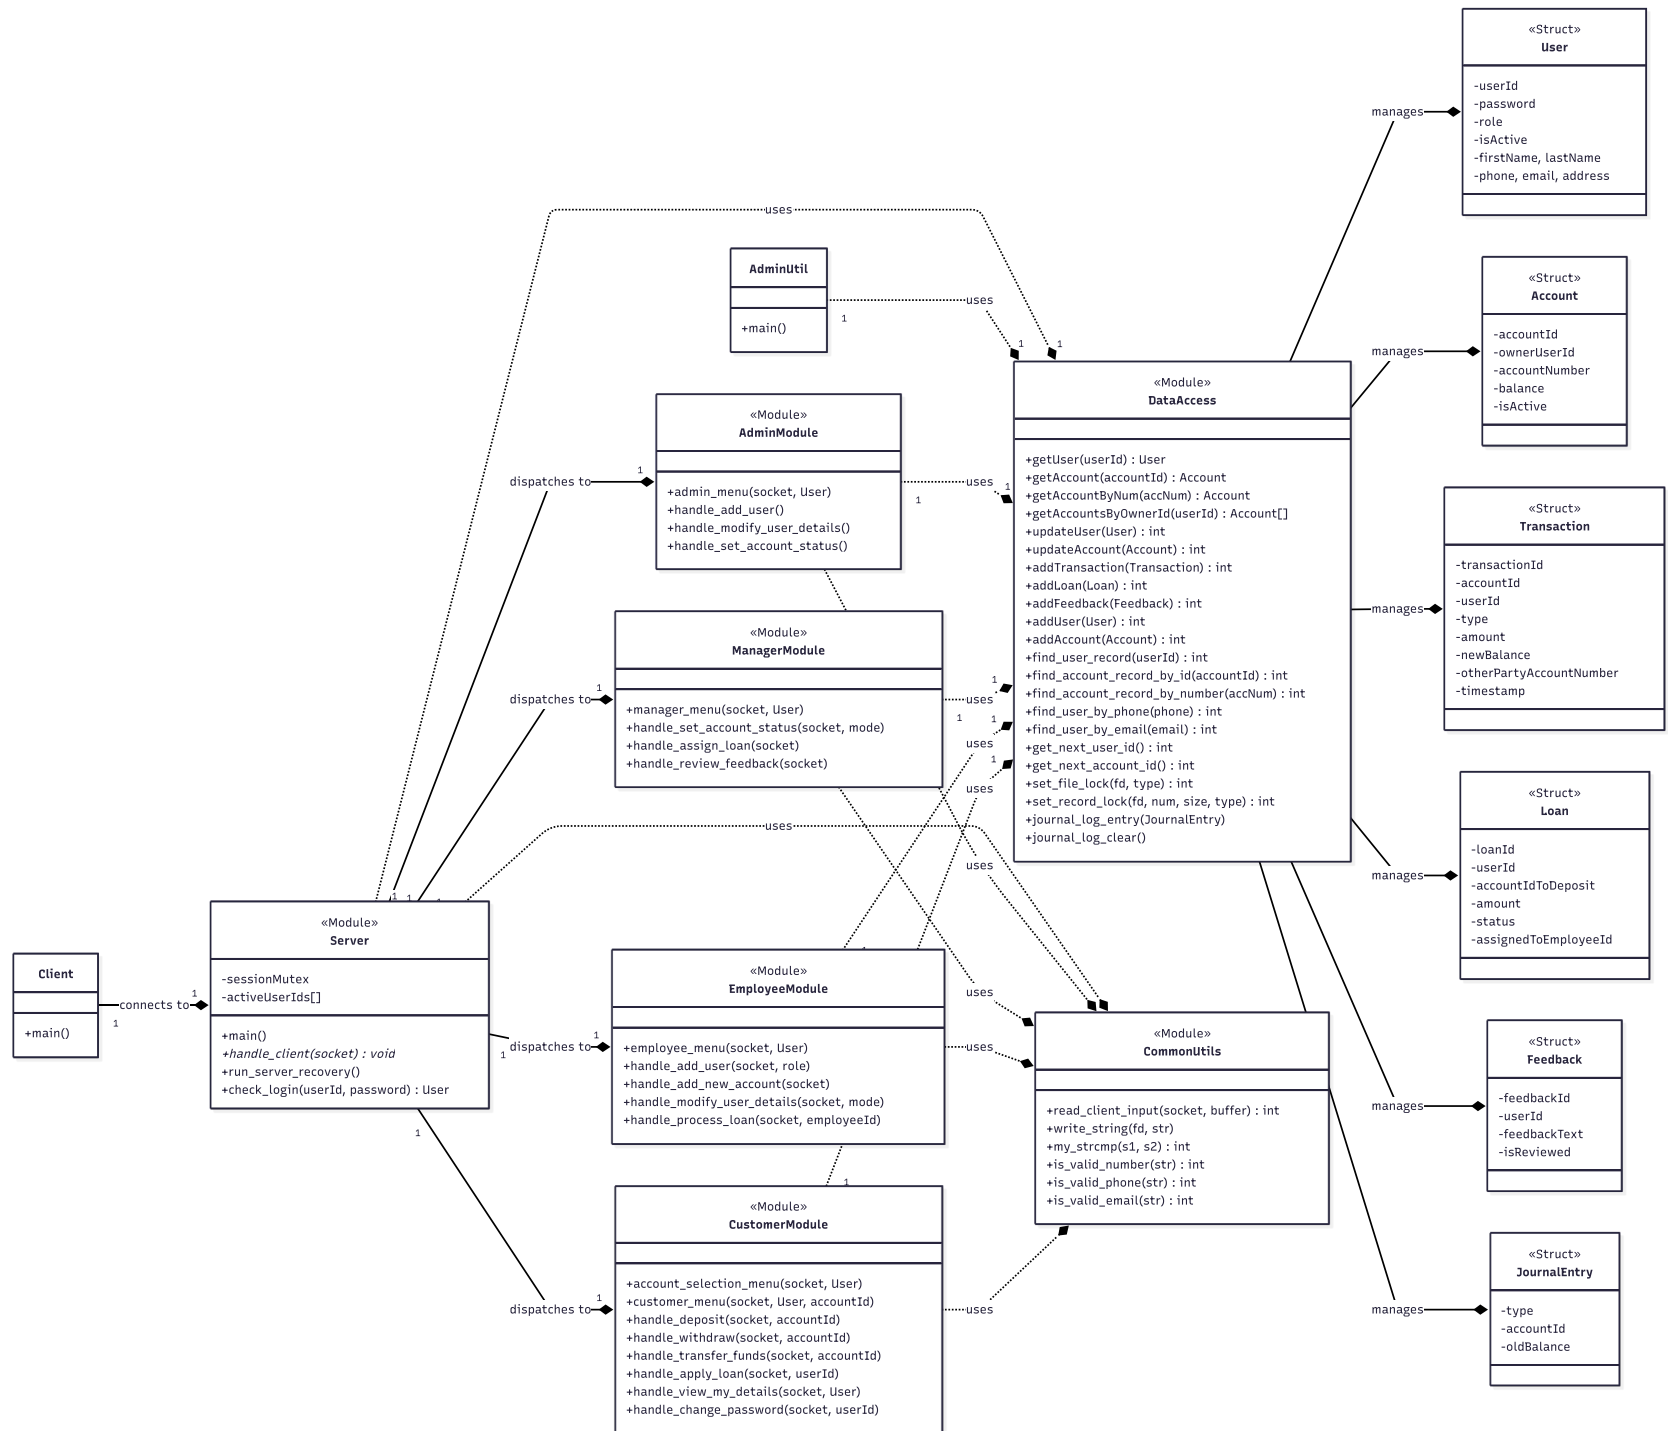 «Struct»
User
-userId
-password
-role
-isActive
-firstName, lastName
-phone, email, address
manages
uses
AdminUtil
+main()
1
uses
1
1
«Struct»
Account
-accountId
-ownerUserId
-accountNumber
-balance
-isActive
manages
«Module»
AdminModule
+admin_menu(socket, User)
+handle_add_user()
+handle_modify_user_details()
+handle_set_account_status()
dispatches to
1
uses
1
1
«Module»
DataAccess
+getUser(userId) : User
+getAccount(accountId) : Account
+getAccountByNum(accNum) : Account
+getAccountsByOwnerId(userId) : Account[]
+updateUser(User) : int
+updateAccount(Account) : int
+addTransaction(Transaction) : int
+addLoan(Loan) : int
+addFeedback(Feedback) : int
+addUser(User) : int
+addAccount(Account) : int
+find_user_record(userId) : int
+find_account_record_by_id(accountId) : int
+find_account_record_by_number(accNum) : int
+find_user_by_phone(phone) : int
+find_user_by_email(email) : int
+get_next_user_id() : int
+get_next_account_id() : int
+set_file_lock(fd, type) : int
+set_record_lock(fd, num, size, type) : int
+journal_log_entry(JournalEntry)
+journal_log_clear()
«Struct»
Transaction
-transactionId
-accountId
-userId
-type
-amount
-newBalance
-otherPartyAccountNumber
-timestamp
manages
«Module»
ManagerModule
+manager_menu(socket, User)
+handle_set_account_status(socket, mode)
+handle_assign_loan(socket)
+handle_review_feedback(socket)
dispatches to
1
uses
1
1
1
uses
1
uses
uses
uses
«Struct»
Loan
-loanId
-userId
-accountIdToDeposit
-amount
-status
-assignedToEmployeeId
manages
Client
+main()
connects to
1
1
1
1
«Module»
Server
-sessionMutex
-activeUserIds[]
+main()
+handle_client(socket) : void
+run_server_recovery()
+check_login(userId, password) : User
1
1
dispatches to
1
«Module»
EmployeeModule
+employee_menu(socket, User)
+handle_add_user(socket, role)
+handle_add_new_account(socket)
+handle_modify_user_details(socket, mode)
+handle_process_loan(socket, employeeId)
uses
uses
«Module»
CommonUtils
+read_client_input(socket, buffer) : int
+write_string(fd, str)
+my_strcmp(s1, s2) : int
+is_valid_number(str) : int
+is_valid_phone(str) : int
+is_valid_email(str) : int
«Struct»
Feedback
-feedbackId
-userId
-feedbackText
-isReviewed
manages
1
«Module»
CustomerModule
+account_selection_menu(socket, User)
+customer_menu(socket, User, accountId)
+handle_deposit(socket, accountId)
+handle_withdraw(socket, accountId)
+handle_transfer_funds(socket, accountId)
+handle_apply_loan(socket, userId)
+handle_view_my_details(socket, User)
+handle_change_password(socket, userId)
dispatches to
1
uses
«Struct»
JournalEntry
-type
-accountId
-oldBalance
manages